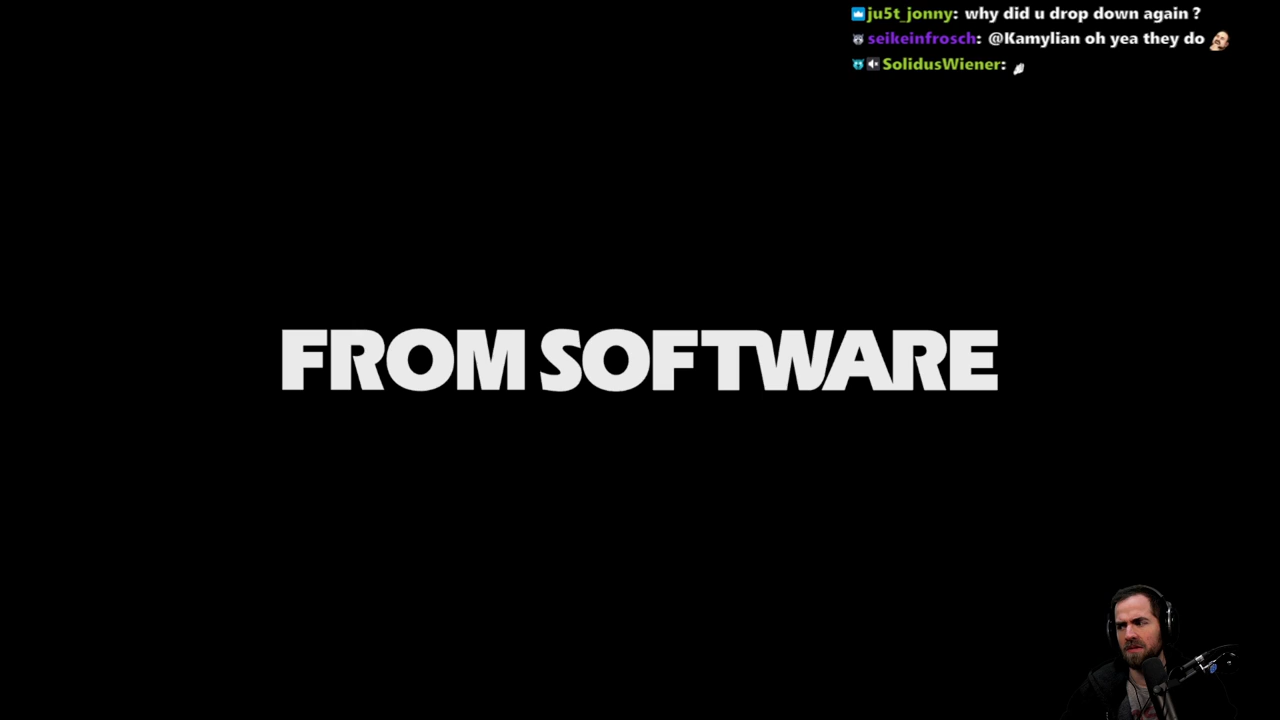 ju5t_jonny: why did u drop down again ?
seikeinfrosch: @Kamylian oh yea they do
SolidusWiener:
FROM SOFTWARE